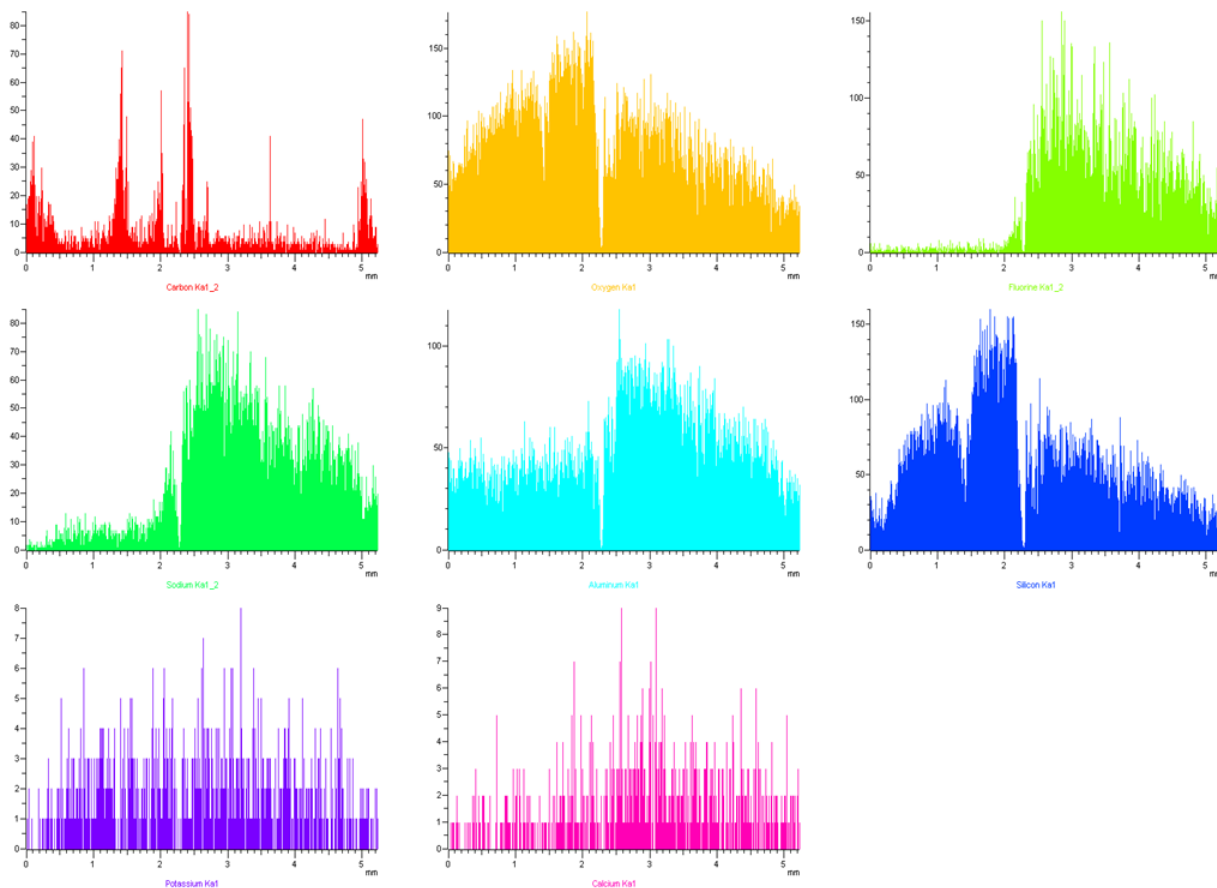 85
80
70
60
50
40
30
20
10
0
0 1 2 3 4 5
mm
Carbon Ka1_2
150
100
50
0
0 1 2 3 4 5
mm
Oxygen Ka1
150
100
50
0
0 1 2 3 4 5
mm
Fluorine Ka1_2
80
70
60
50
40
30
20
10
0
0 1 2 3 4 5
mm
Sodium Ka1_2
100
50
0
0 1 2 3 4 5
mm
Aluminum Ka1
150
100
50
0
0 1 2 3 4 5
mm
Silicon Ka1
8
7
6
5
4
3
2
1
0
0 1 2 3 4 5
mm
Potassium Ka1
9
8
7
6
5
4
3
2
1
0
0 1 2 3 4 5
mm
Calcium Ka1